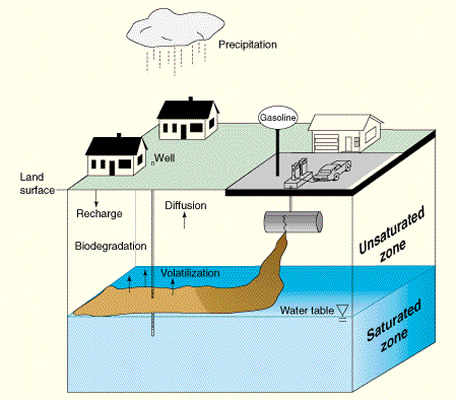 Precipitation
Gasoline
Well
Land
surface
Recharge
Diffusion
Unsaturated
zone
Biodegradation
Volatilization
Water table
Saturated
zone